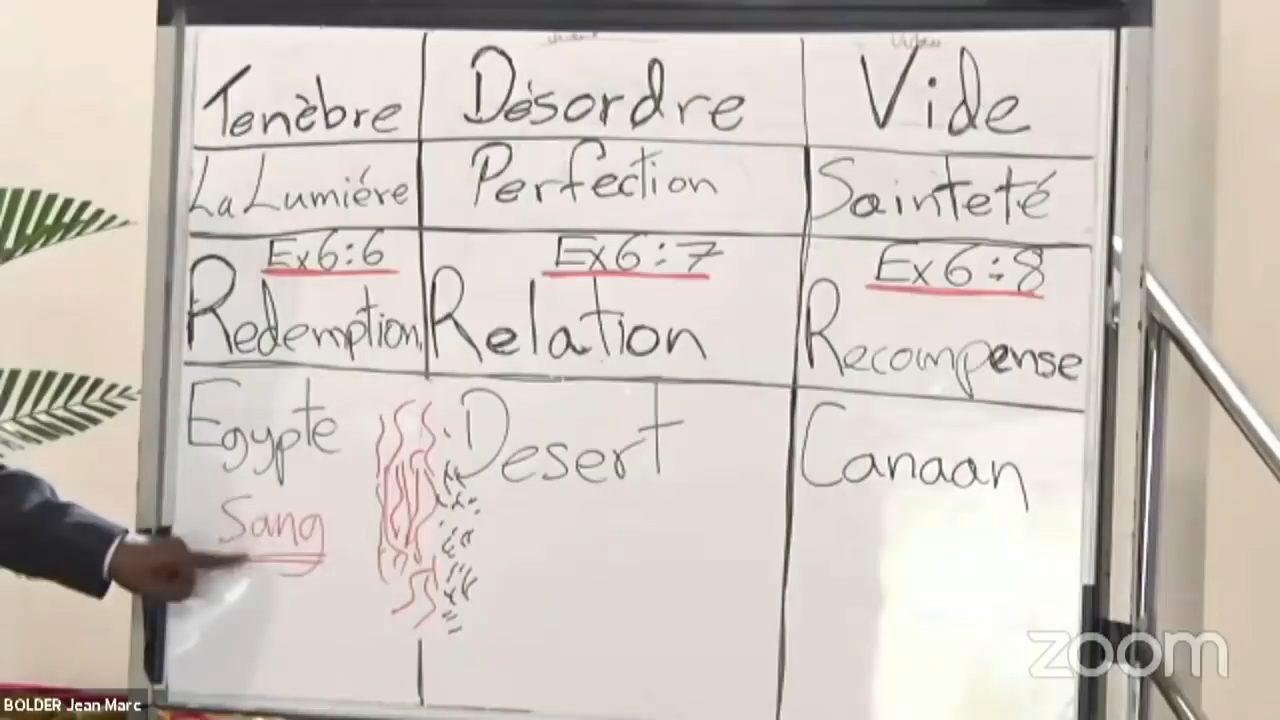 Tenèbre Désordre Vide
La Lumiére Perfection Sainteté
Ex6:6 Ex6:7 Ex6:8
Redemption Relation Recompense
Egypte Desert Canaan
Sang
zoom
BOLDER Jean Marc